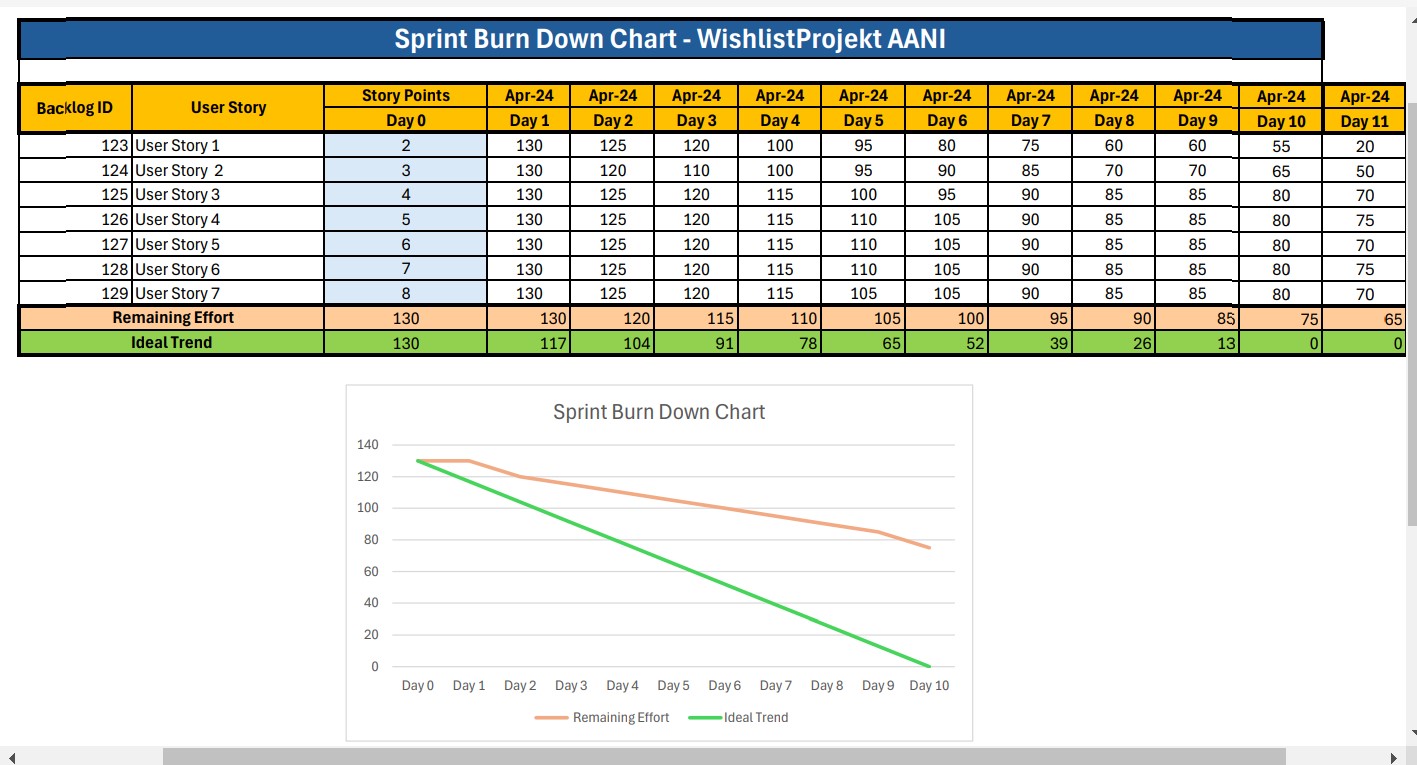 Sprint Burn Down Chart - WishlistProjekt AANI
Backlog ID User Story Story Points Apr-24 Apr-24 Apr-24 Apr-24 Apr-24 Apr-24 Apr-24 Apr-24 Apr-24 Apr-24 Apr-24
Day 0 Day 1 Day 2 Day 3 Day 4 Day 5 Day 6 Day 7 Day 8 Day 9 Day 10 Day 11
123 User Story 1 2 130 125 120 100 95 80 75 60 60 55 20
124 User Story 2 3 130 120 110 100 95 90 85 70 70 65 50
125 User Story 3 4 130 125 120 115 100 95 90 85 85 80 70
126 User Story 4 5 130 125 120 115 110 105 90 85 85 80 75
127 User Story 5 6 130 125 120 115 110 105 90 85 85 80 70
128 User Story 6 7 130 125 120 115 110 105 90 85 85 80 75
129 User Story 7 8 130 125 120 115 105 105 90 85 85 80 70
Remaining Effort 130 130 120 115 110 105 100 95 90 85 75 65
Ideal Trend 130 117 104 91 78 65 52 39 26 13 0 0
Sprint Burn Down Chart
140
120
100
80
60
40
20
0
Day 0 Day 1 Day 2 Day 3 Day 4 Day 5 Day 6 Day 7 Day 8 Day 9 Day 10
Remaining Effort Ideal Trend